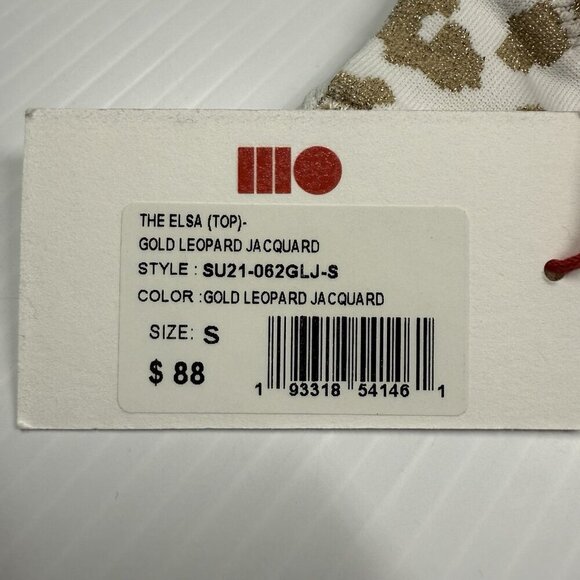 THE ELSA (TOP)-
GOLD LEOPARD JACQUARD
STYLE : SU21-062GLJ-S
COLOR :GOLD LEOPARD JACQUARD
SIZE: S
$ 88
1 93318 54146 1